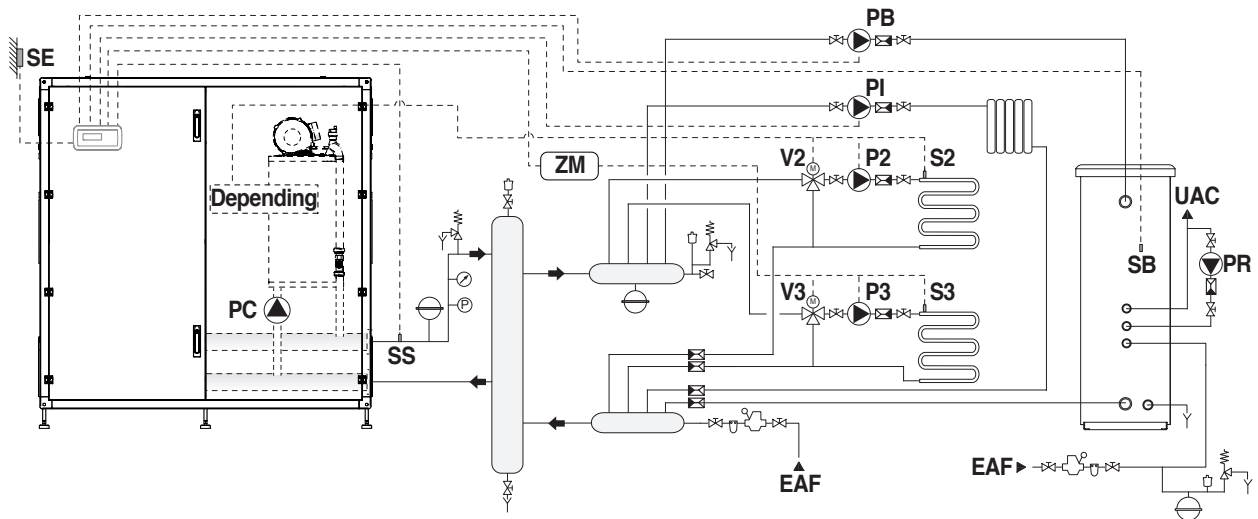 PB
SE
PI
V2
P2
S2
ZM
M
Depending
UAC
SB
PR
PC
V3
P3
S3
M
P
SS
EAF
EAF